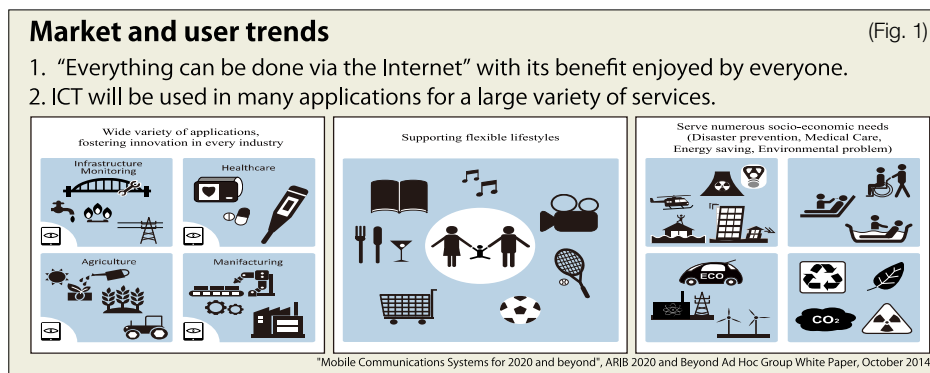 Market and user trends
(Fig. 1)
1. “Everything can be done via the Internet” with its benefit enjoyed by everyone.
2. ICT will be used in many applications for a large variety of services.
Wide variety of applications,
fostering innovation in every industry
Infrastructure
Monitoring
Healthcare
Agriculture
Manifacturing
Supporting flexible lifestyles
Serve numerous socio-economic needs
(Disaster prevention, Medical Care,
Energy saving, Environmental problem)
ECO
CO2
"Mobile Communications Systems for 2020 and beyond", ARIB 2020 and Beyond Ad Hoc Group White Paper, October 2014